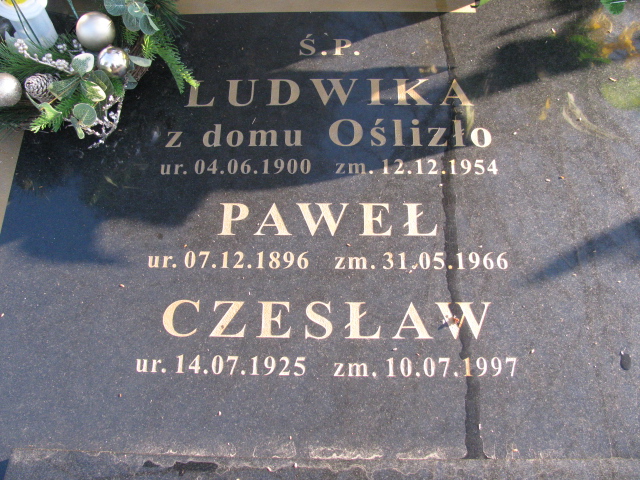 Ś.P.
LUDWIKA
z domu Oślizło
ur. 04.06.1900 zm. 12.12.1954
PAWEŁ
ur. 07.12.1896 zm. 31.05.1966
CZESŁAW
ur. 14.07.1925 zm. 10.07.1997